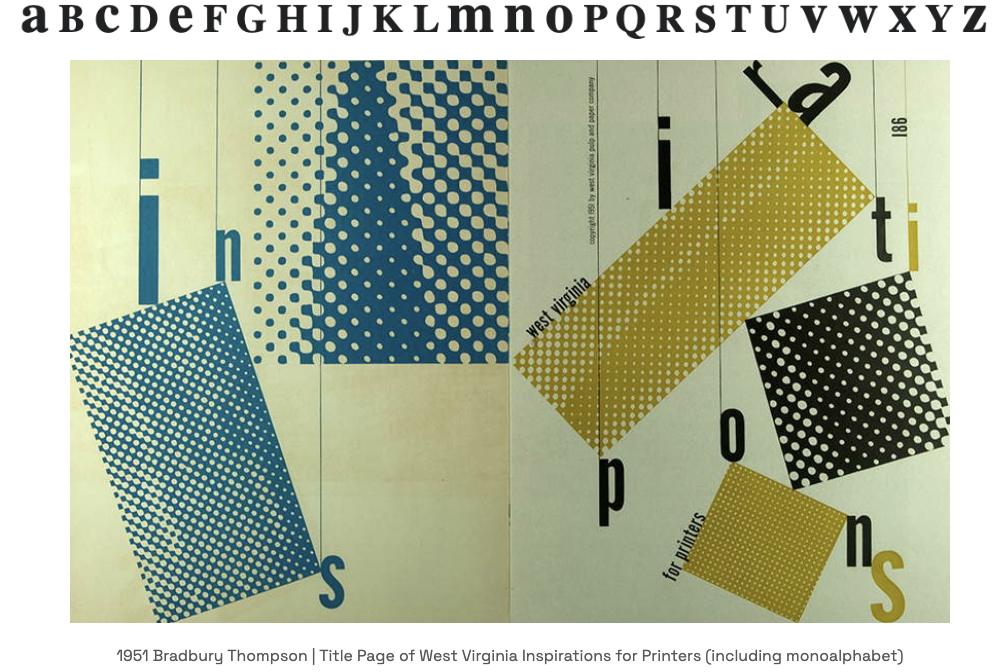 a B c D e F G H I J K L m n o P Q R S T U v w x Y z
i
n
s
copyright 1951 by west virginia pulp and paper company
i
r
a
186
t
i
west virginia
p
o
for printers
n
s
1951 Bradbury Thompson | Title Page of West Virginia Inspirations for Printers (including monoalphabet)